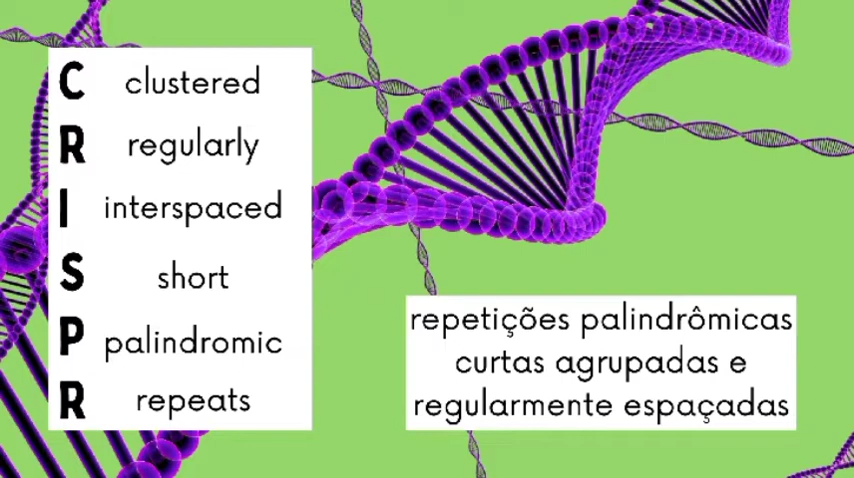 C clustered
R regularly
I interspaced
S short
P palindromic
R repeats
repetições palindrômicas
curtas agrupadas e
regularmente espaçadas